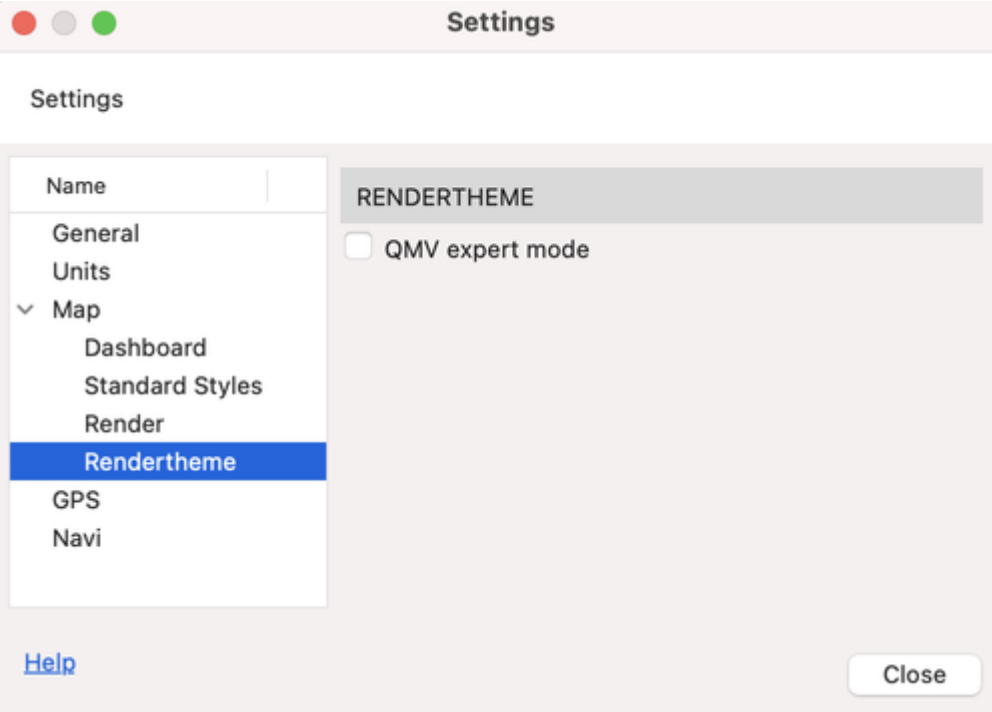 Settings
Settings
Name
General
Units
Map
Dashboard
Standard Styles
Render
Rendertheme
GPS
Navi
RENDERTHEME
QMV expert mode
Help
Close